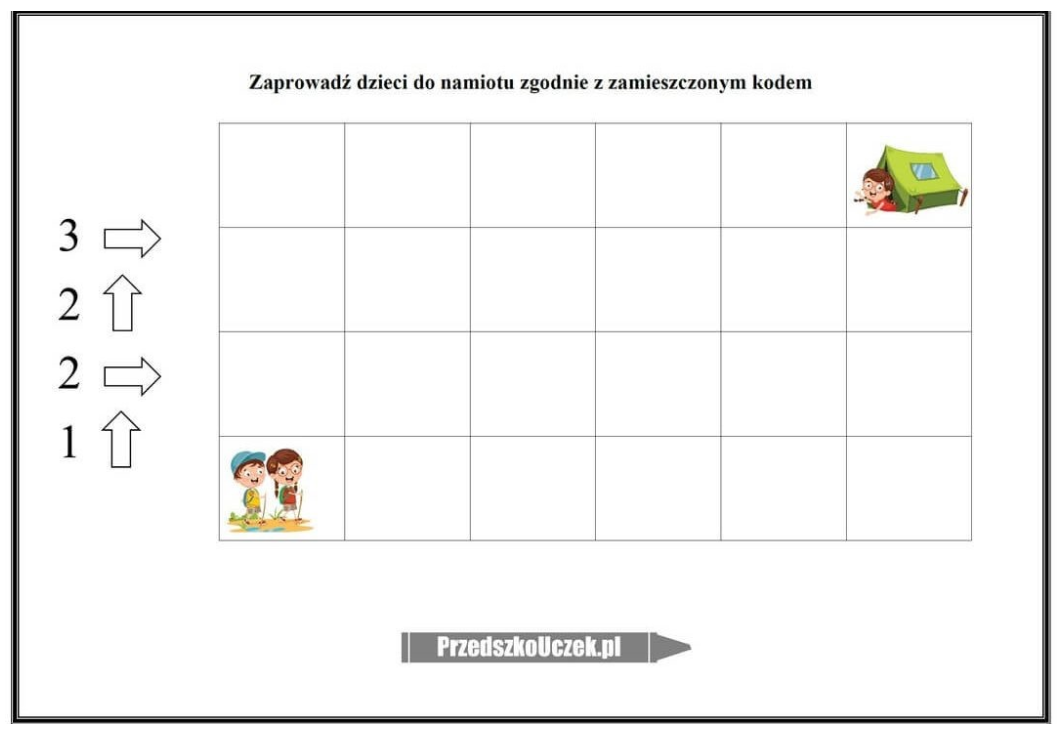 Zaprowadź dzieci do namiotu zgodnie z zamieszczonym kodem
3
2
2
1
PrzedszkoUczek.pl